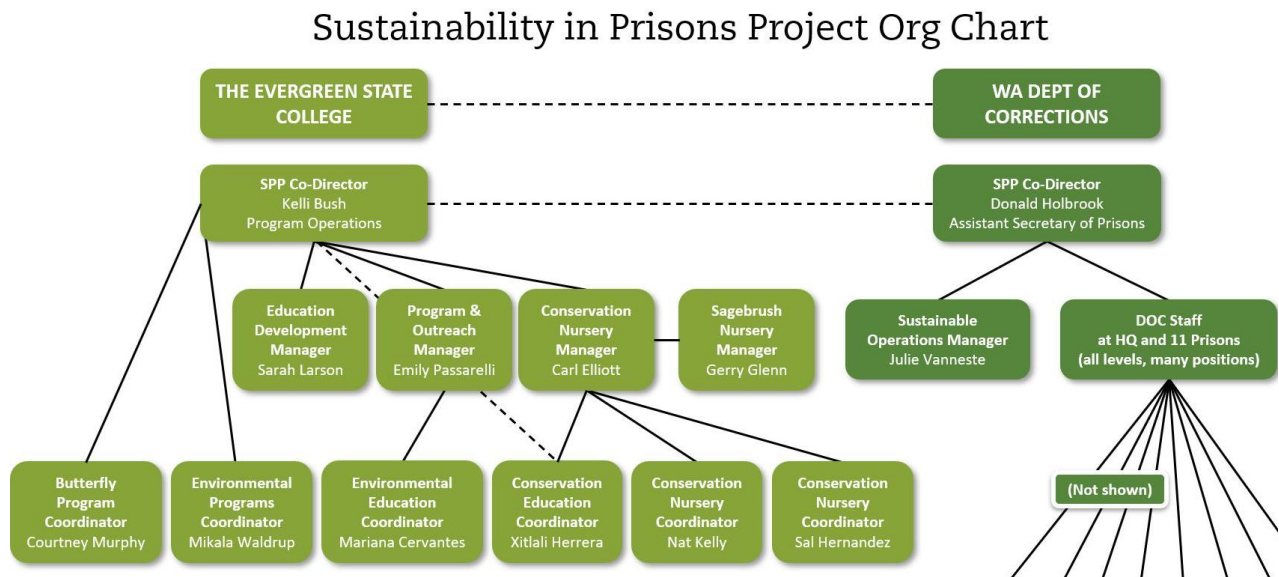 Sustainability in Prisons Project Org Chart
THE EVERGREEN STATE
COLLEGE
WA DEPT OF
CORRECTIONS
SPP Co-Director
Kelli Bush
Program Operations
SPP Co-Director
Donald Holbrook
Assistant Secretary of Prisons
Education
Development
Manager
Sarah Larson
Program &
Outreach
Manager
Emily Passarelli
Conservation
Nursery
Manager
Carl Elliott
Sagebrush
Nursery
Manager
Gerry Glenn
Sustainable
Operations Manager
Julie Vanneste
DOC Staff
at HQ and 11 Prisons
(all levels, many positions)
Butterfly
Program
Coordinator
Courtney Murphy
Environmental
Programs
Coordinator
Mikala Waldrup
Environmental
Education
Coordinator
Mariana Cervantes
Conservation
Education
Coordinator
Xitlali Herrera
Conservation
Nursery
Coordinator
Nat Kelly
Conservation
Nursery
Coordinator
Sal Hernandez
(Not shown)